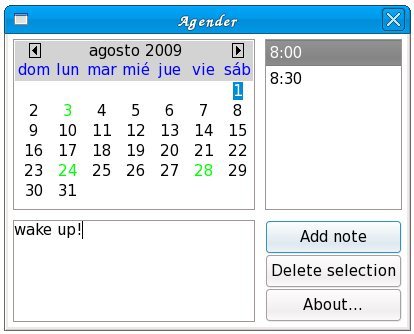 Agender
agosto 2009
dom lun mar mié jue vie sáb
1
2 3 4 5 6 7 8
9 10 11 12 13 14 15
16 17 18 19 20 21 22
23 24 25 26 27 28 29
30 31
8:00
8:30
wake up!
Add note
Delete selection
About...